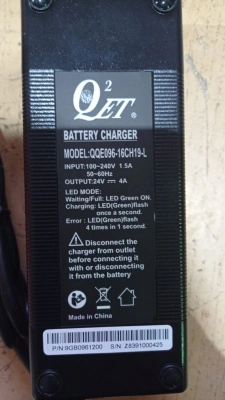 Q²ET®
BATTERY CHARGER
MODEL:QQE096-16CH19-L
INPUT:100~240V 1.5A
50~60Hz
OUTPUT:24V ⎓ 4A
LED MODE:
Waiting/Full: LED Green ON.
Charging: LED(Green)flash
once a second.
Error : LED(Green)flash
4 times in 1 second.
Disconnect the
charger from outlet
before connecting it
with or disconnecting it
from the battery
CE
Made in China
P/N:9GB0961200 S/N: Z8391000425